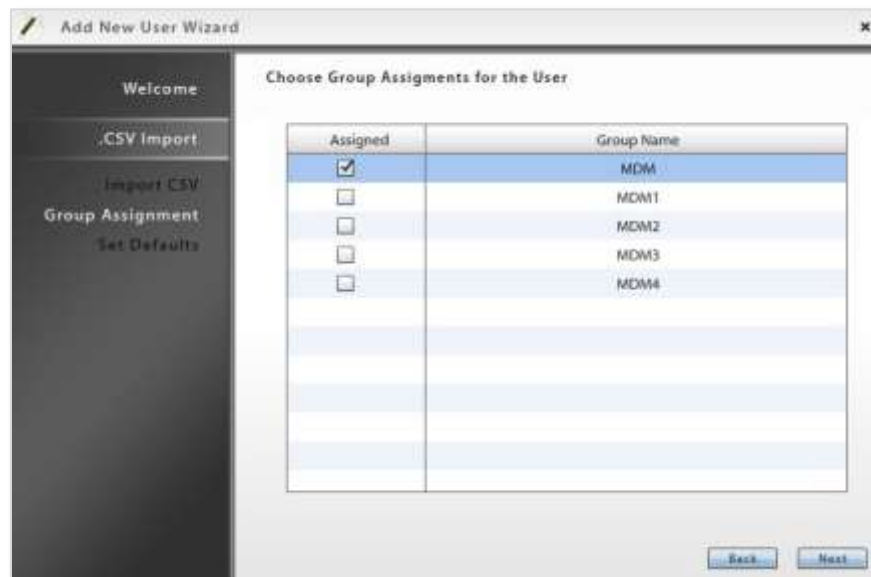 Add New User Wizard
Welcome
.CSV Import
Import CSV
Group Assignment
Set Defaults
Choose Group Assigments for the User
Assigned Group Name
MDM
MDM1
MDM2
MDM3
MDM4
Back Next